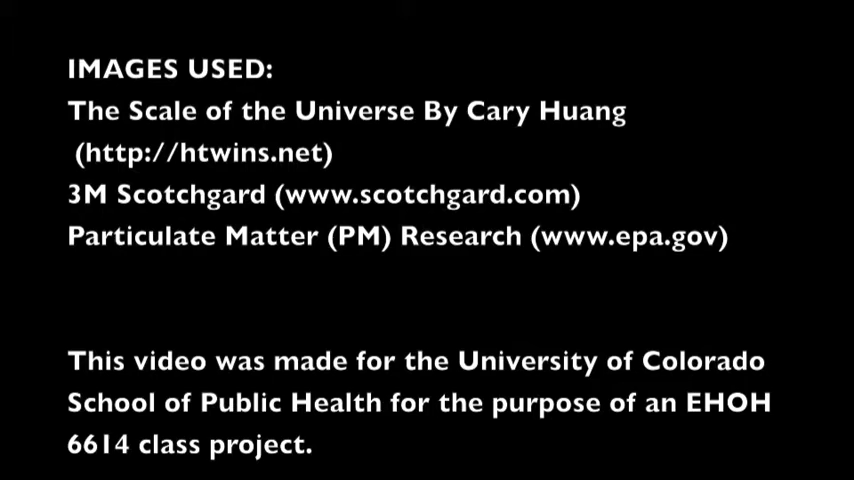 IMAGES USED:
The Scale of the Universe By Cary Huang
(http://htwins.net)
3M Scotchgard (www.scotchgard.com)
Particulate Matter (PM) Research (www.epa.gov)
This video was made for the University of Colorado
School of Public Health for the purpose of an EHOH
6614 class project.